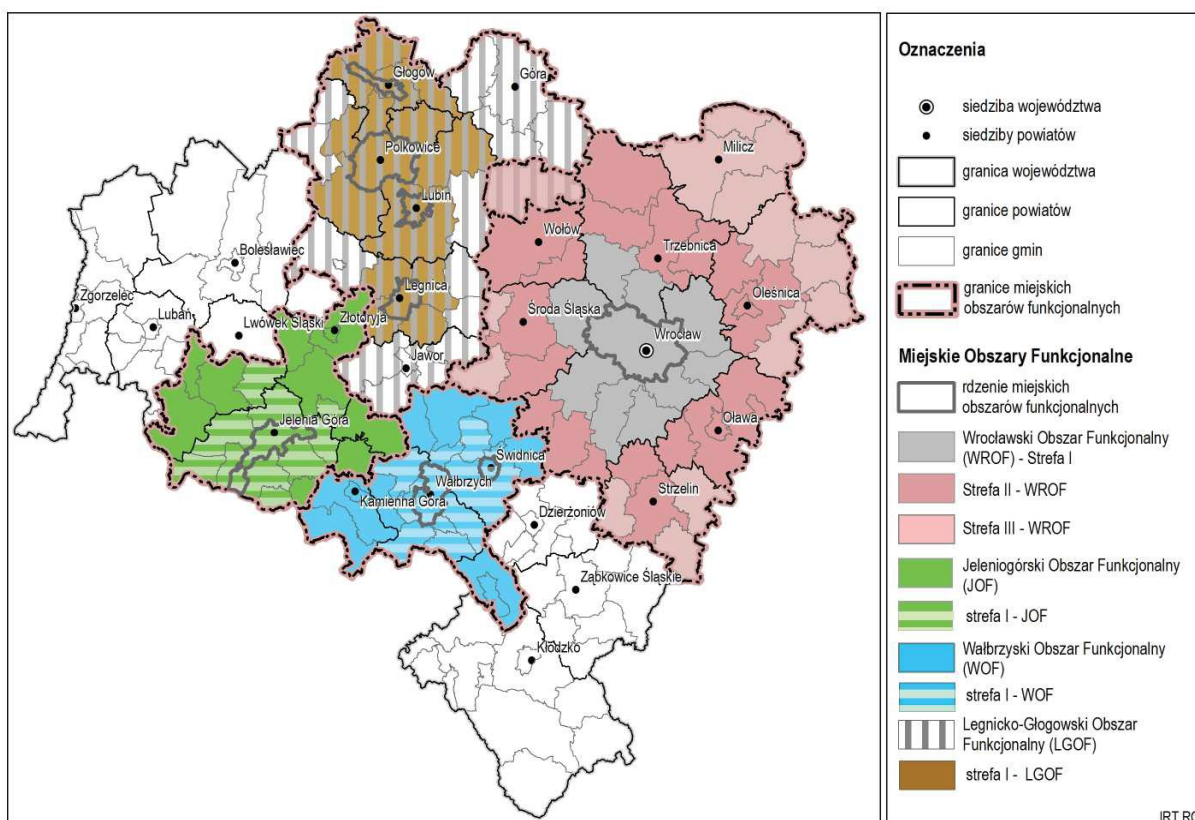 Głogów
Góra
Polkowice
Milicz
Lubin
Wołów
Trzebnica
Bolesławiec
Oleśnica
Zgorzelec
Legnica
Środa Śląska
Lubań
Lwówek Śląski
Złotoryja
Wrocław
Jawor
Jelenia Góra
Oława
Świdnica
Wałbrzych
Kamienna Góra
Strzelin
Dzierżoniów
Ząbkowice Śląskie
Kłodzko
Oznaczenia
siedziba województwa
siedziby powiatów
granica województwa
granice powiatów
granice gmin
granice miejskich
obszarów funkcjonalnych
Miejskie Obszary Funkcjonalne
rdzenie miejskich
obszarów funkcjonalnych
Wrocławski Obszar Funkcjonalny
(WROF) - Strefa I
Strefa II - WROF
Strefa III - WROF
Jeleniogórski Obszar Funkcjonalny
(JOF)
strefa I - JOF
Wałbrzyski Obszar Funkcjonalny
(WOF)
strefa I - WOF
Legnicko-Głogowski Obszar
Funkcjonalny (LGOF)
strefa I - LGOF